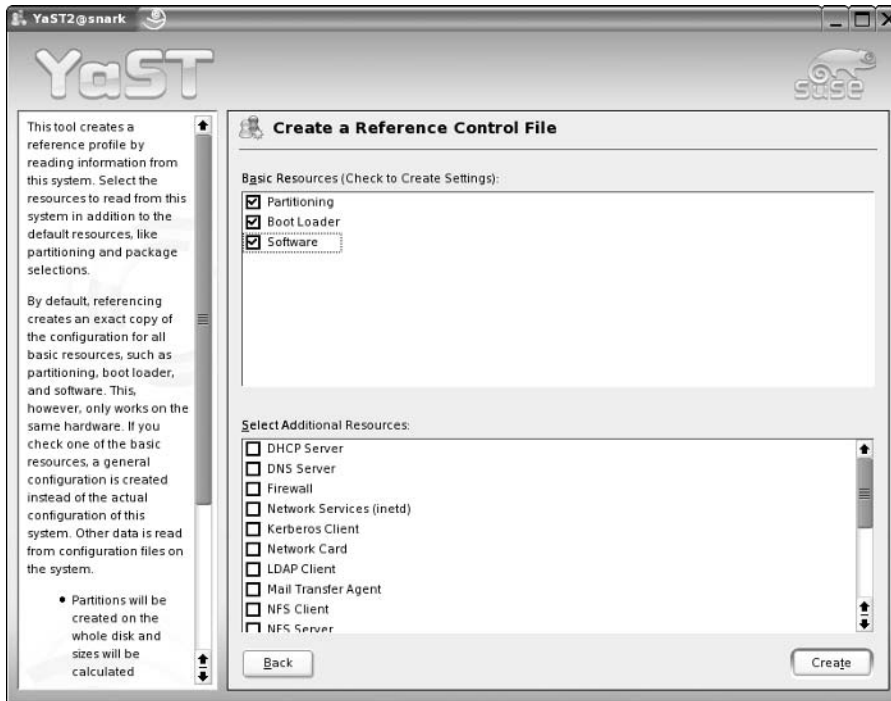 YaST2@snark
YaST
suse
This tool creates a
reference profile by
reading information from
this system. Select the
resources to read from this
system in addition to the
default resources, like
partitioning and package
selections.
By default, referencing
creates an exact copy of
the configuration for all
basic resources, such as
partitioning, boot loader,
and software. This,
however, only works on the
same hardware. If you
check one of the basic
resources, a general
configuration is created
instead of the actual
configuration of this
system. Other data is read
from configuration files on
the system.
• Partitions will be
created on the
whole disk and
sizes will be
calculated
Create a Reference Control File
Basic Resources (Check to Create Settings):
Partitioning
Boot Loader
Software
Select Additional Resources:
DHCP Server
DNS Server
Firewall
Network Services (inetd)
Kerberos Client
Network Card
LDAP Client
Mail Transfer Agent
NFS Client
NFS Server
Back
Create